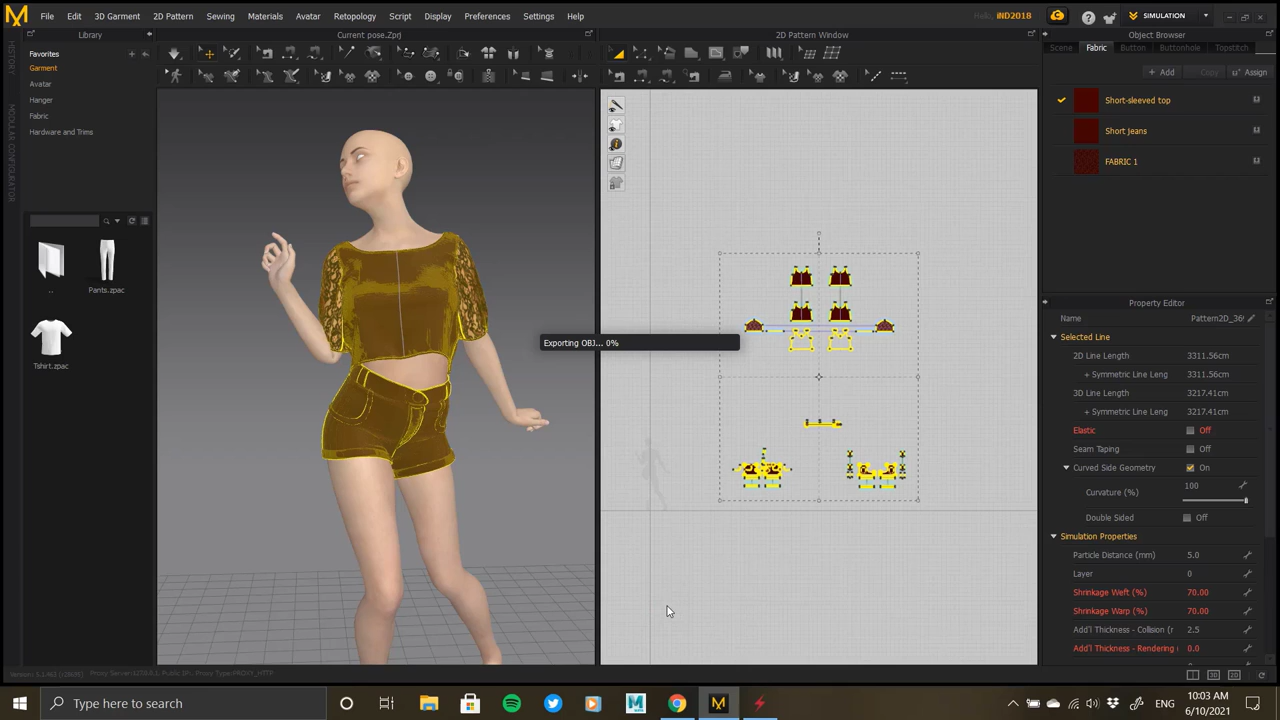 File Edit 3D Garment 2D Pattern Sewing Materials Avatar Retopology Script Display Preferences Settings Help
Hello, iND2018
SIMULATION
Library
Current pose.Zprj
2D Pattern Window
Object Browser
HISTORY
MODULAR CONFIGURATOR
Favorites
Garment
Avatar
Hanger
Fabric
Hardware and Trims
..
Pants.zpac
Tshirt.zpac
Exporting OBJ... 0%
Scene Fabric Button Buttonhole Topstitch
+ Add Copy Assign
Short-sleeved top
Short jeans
FABRIC 1
Property Editor
Name Pattern2D_36
Selected Line
2D Line Length 3311.56cm
+ Symmetric Line Leng 3311.56cm
3D Line Length 3217.41cm
+ Symmetric Line Leng 3217.41cm
Elastic Off
Seam Taping Off
Curved Side Geometry On
Curvature (%) 100
Double Sided Off
Simulation Properties
Particle Distance (mm) 5.0
Layer 0
Shrinkage Weft (%) 70.00
Shrinkage Warp (%) 70.00
Add'l Thickness - Collision (r 2.5
Add'l Thickness - Rendering 0.0
3D 2D
Type here to search
ENG
10:03 AM
6/10/2021